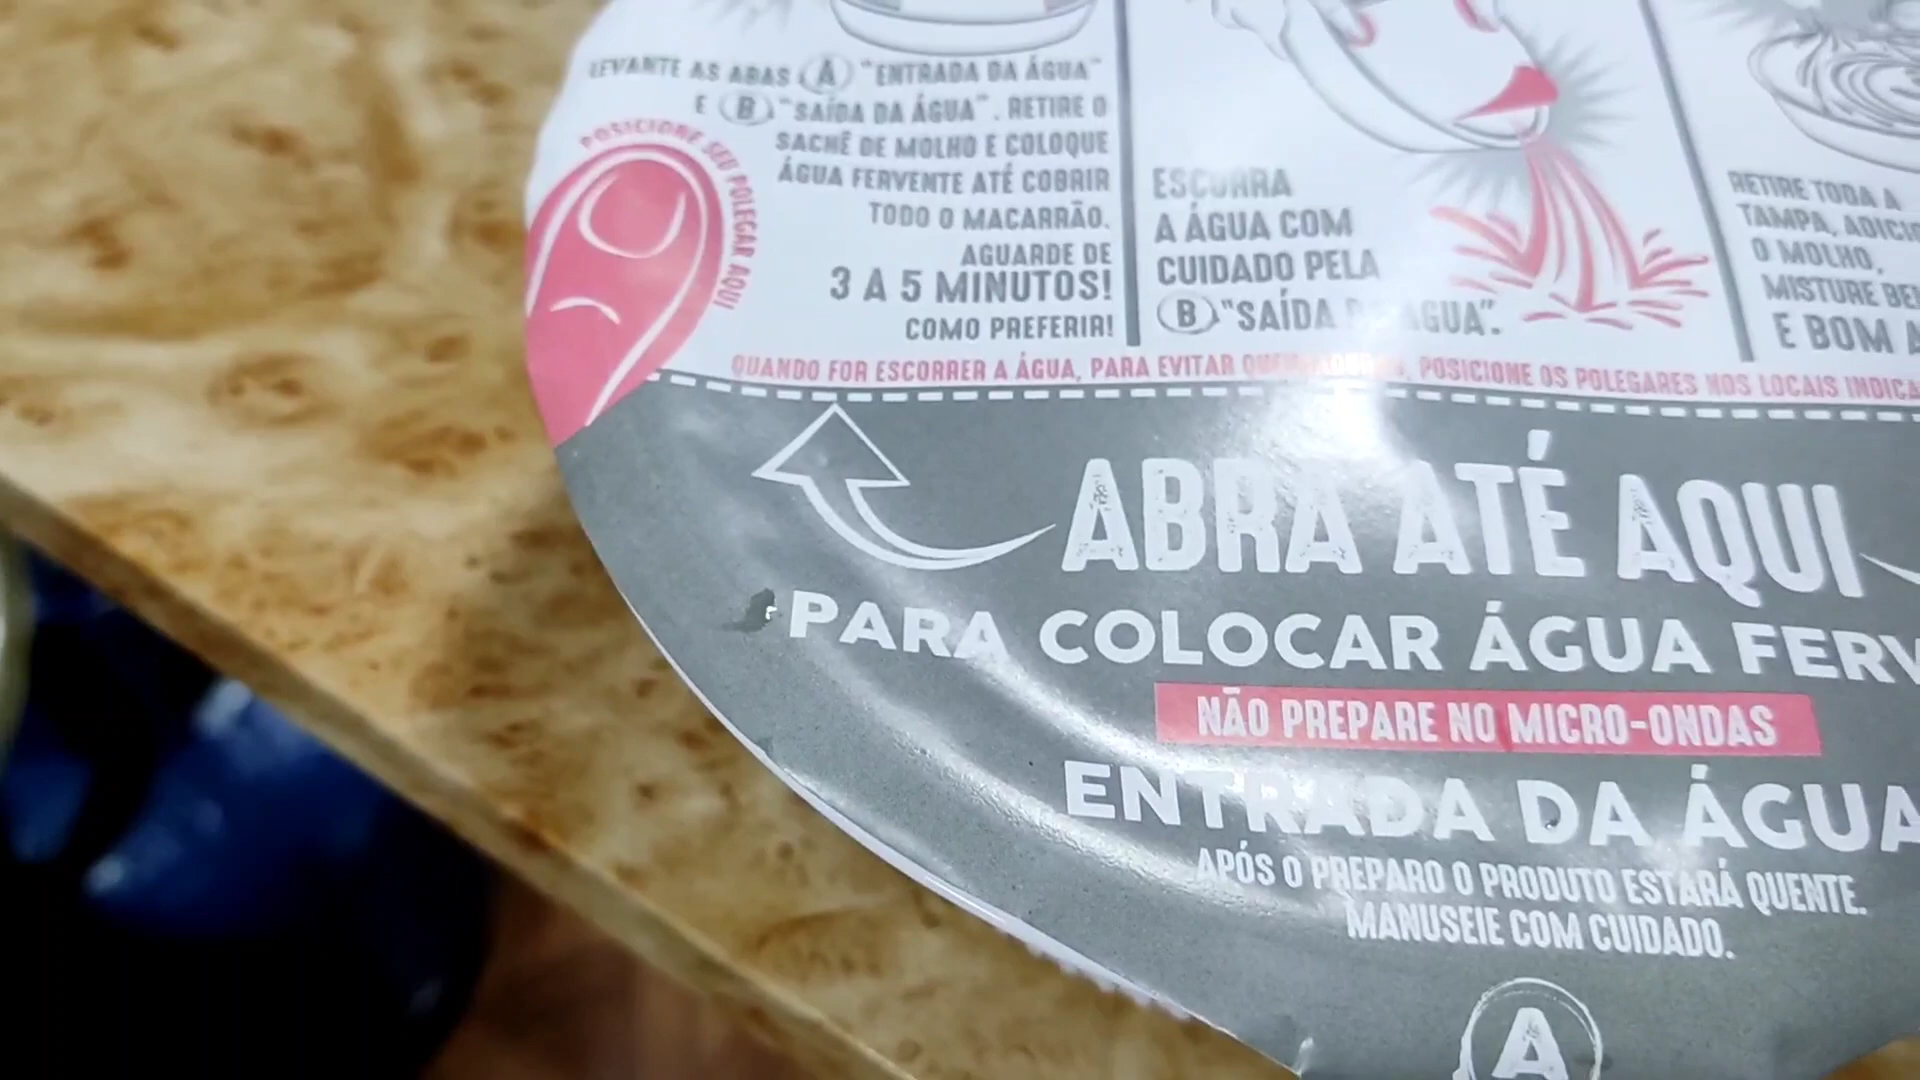 LEVANTE AS ABAS A "ENTRADA DA ÁGUA"
E B "SAÍDA DA ÁGUA". RETIRE O
SACHÊ DE MOLHO E COLOQUE
ÁGUA FERVENTE ATÉ COBRIR
TODO O MACARRÃO.
AGUARDE DE
3 A 5 MINUTOS!
COMO PREFERIR!
POSICIONE SEU POLEGAR AQUI
ESCORRA
A ÁGUA COM
CUIDADO PELA
B "SAÍDA DA ÁGUA".
RETIRE TODA A
TAMPA,
O MOLHO,
MISTURE
E BOM
QUANDO FOR ESCORRER A ÁGUA, PARA EVITAR QUEIMADURAS, POSICIONE OS POLEGARES NOS LOCAIS
ABRA ATÉ AQUI
PARA COLOCAR ÁGUA
NÃO PREPARE NO MICRO-ONDAS
ENTRADA DA ÁGUA
APÓS O PREPARO O PRODUTO ESTARÁ QUENTE.
MANUSEIE COM CUIDADO.
A